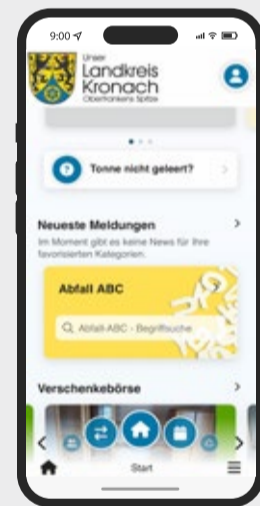 9:00
Unser
Landkreis
Kronach
Oberfrankens Spitze
Tonne nicht geleert?
Neueste Meldungen
Im Moment gibt es keine News für Ihre
favorisierten Kategorien.
Abfall ABC
Abfall-ABC - Begriffsuche
Verschenkebörse
Start